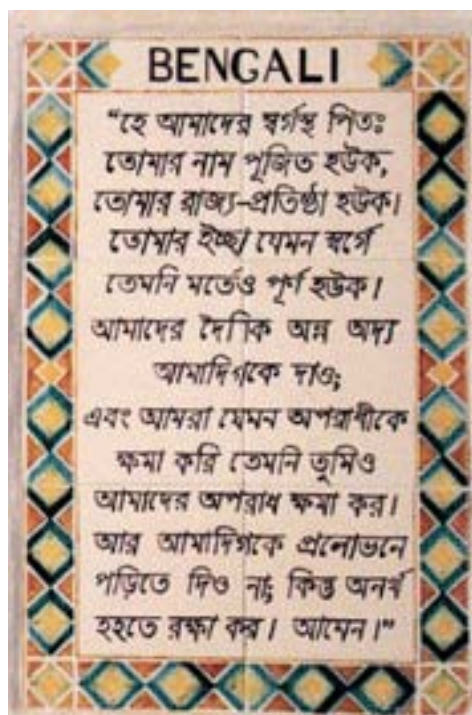 BENGALI
“হে আমাদের স্বর্গস্থ পিতঃ
তোমার নাম পূজিত হউক,
তোমার রাজ্য-প্রতিষ্ঠা হউক।
তোমার ইচ্ছা যেমন স্বর্গে
তেমনি মর্তেও পূর্ণ হউক।
আমাদের দৈণিক অন্ন অদ্য
আমাদিগকে দাও;
এবং আমরা যেমন অপরাধীকে
ক্ষমা করি তেমনি তুমিও
আমাদের অপরাধ ক্ষমা কর।
আর আমাদিগকে প্রলোভনে
পড়িতে দিও না; কিন্তু অনর্থ
হহতে রক্ষা কর। আমেন।”